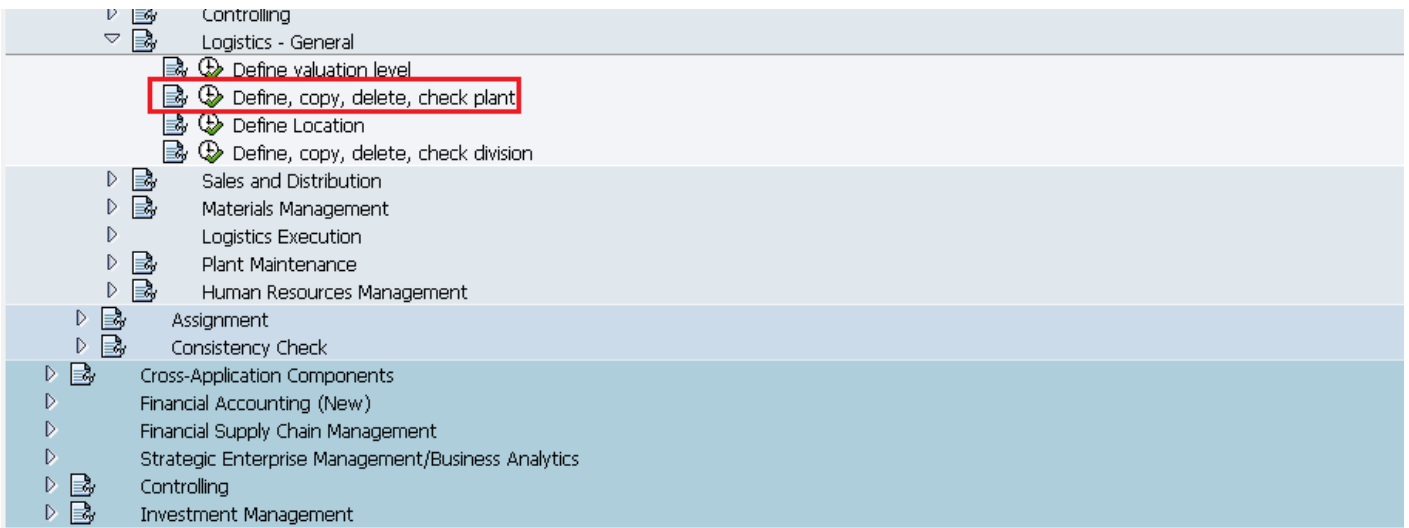 Controlling
Logistics - General
Define valuation level
Define, copy, delete, check plant
Define Location
Define, copy, delete, check division
Sales and Distribution
Materials Management
Logistics Execution
Plant Maintenance
Human Resources Management
Assignment
Consistency Check
Cross-Application Components
Financial Accounting (New)
Financial Supply Chain Management
Strategic Enterprise Management/Business Analytics
Controlling
Investment Management